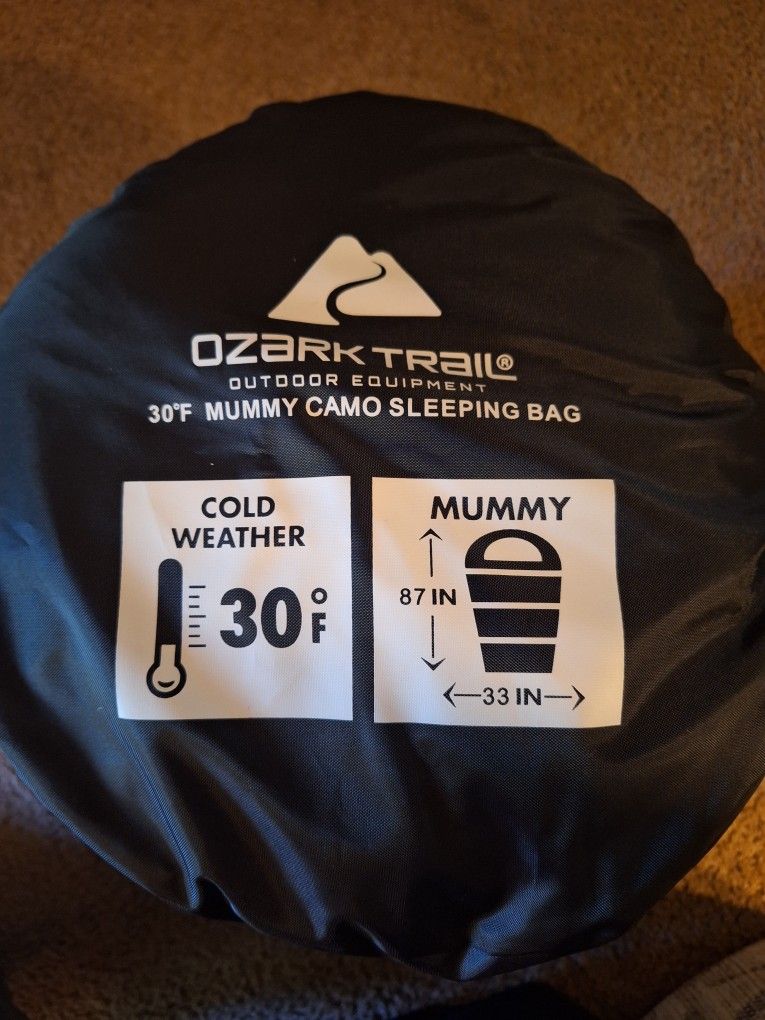 OZARK TRAIL®
OUTDOOR EQUIPMENT
30°F MUMMY CAMO SLEEPING BAG
COLD
WEATHER
30°F
MUMMY
87 IN
33 IN